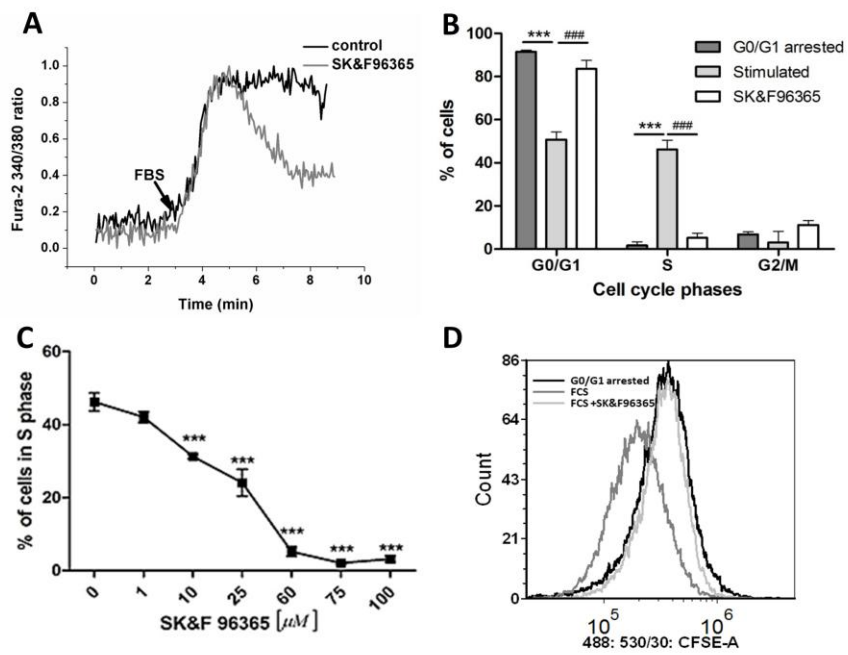 A
control
SK&F96365
Fura-2 340/380 ratio
1.0
0.8
0.6
0.4
0.2
0.0
FBS
0 2 4 6 8 10
Time (min)
B
% of cells
100
80
60
40
20
0
*** ###
*** ###
G0/G1 arrested
Stimulated
SK&F96365
G0/G1 S G2/M
Cell cycle phases
C
% of cells in S phase
60
40
20
0
***
***
***
***
***
0 1 10 25 60 75 100
SK&F 96365 [µM]
D
Count
86
64
43
21
0
G0/G1 arrested
FCS
FCS +SK&F96365
10⁵ 10⁶
488: 530/30: CFSE-A